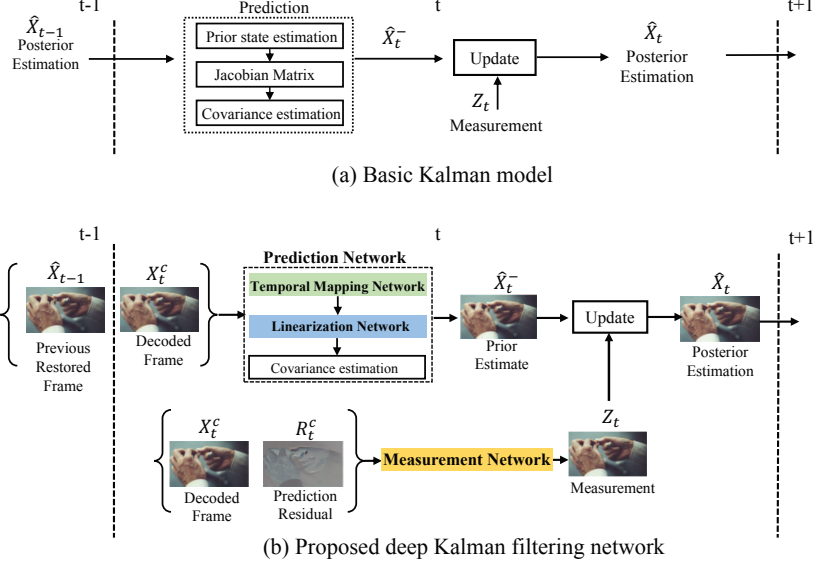 t-1
t
t+1
Prediction
X̂_{t-1}
Posterior
Estimation
Prior state estimation
Jacobian Matrix
Covariance estimation
X̂_t^-
Update
Z_t
Measurement
X̂_t
Posterior
Estimation
(a) Basic Kalman model
t-1
t
t+1
X̂_{t-1}
Previous
Restored
Frame
X_t^c
Decoded
Frame
Prediction Network
Temporal Mapping Network
Linearization Network
Covariance estimation
X̂_t^-
Prior
Estimate
Update
X̂_t
Posterior
Estimation
X_t^c
Decoded
Frame
R_t^c
Prediction
Residual
Measurement Network
Z_t
Measurement
(b) Proposed deep Kalman filtering network